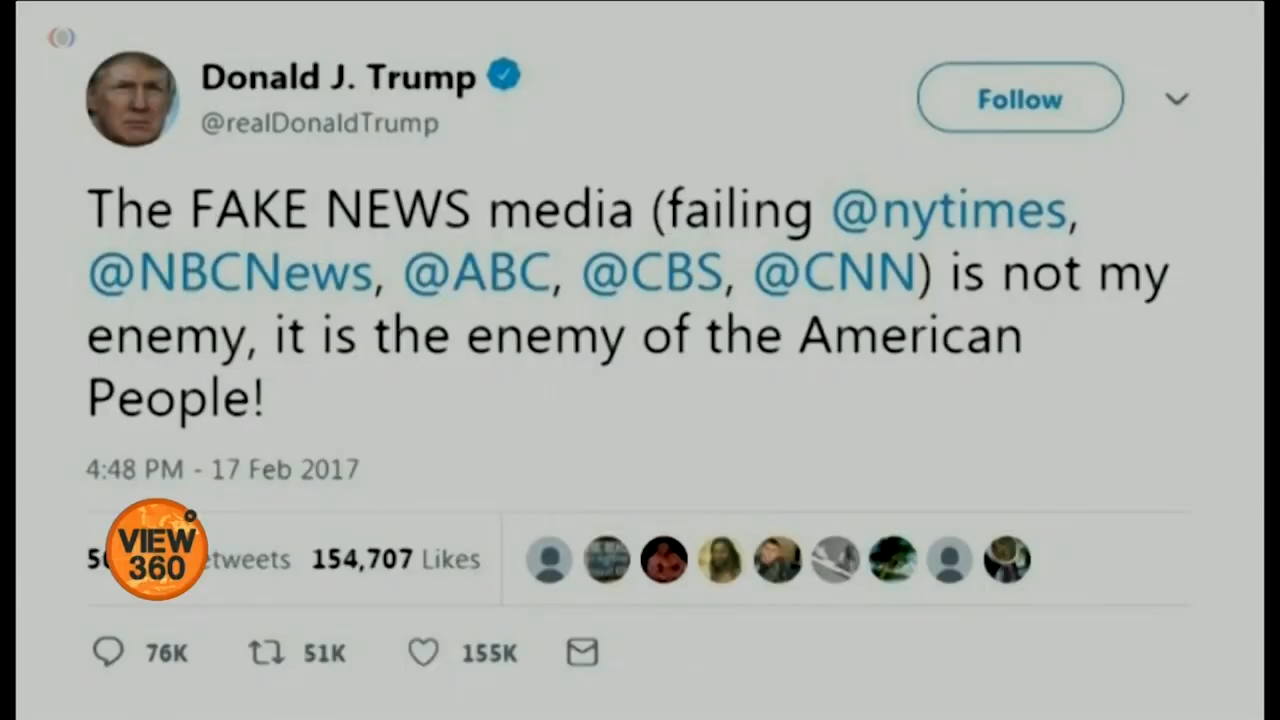 Donald J. Trump
@realDonaldTrump
Follow
The FAKE NEWS media (failing @nytimes,
@NBCNews, @ABC, @CBS, @CNN) is not my
enemy, it is the enemy of the American
People!
4:48 PM - 17 Feb 2017
VIEW
360
154,707 Likes
76K 51K 155K